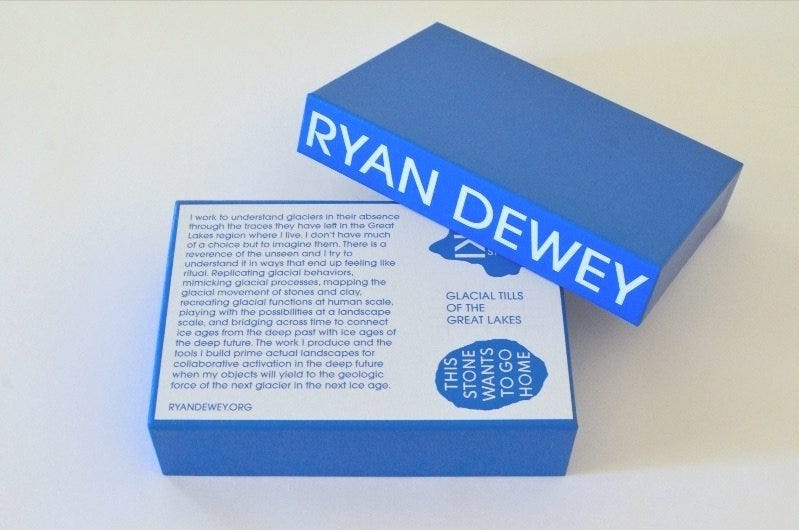 RYAN DEWEY
I work to understand glaciers in their absence
through the traces they have left in the Great
Lakes region where I live. I don't have much
of a choice but to imagine them. There is a
reverence of the unseen and I try to
understand it in ways that end up feeling like
ritual. Replicating glacial behaviors,
mimicking glacial processes, mapping the
glacial movement of stones and clay,
recreating glacial functions at human scale,
playing with the possibilities at a landscape
scale, and bridging across time to connect
ice ages from the deep past with ice ages of
the deep future. The work I produce and the
tools I build prime actual landscapes for
collaborative activation in the deep future
when my objects will yield to the geologic
force of the next glacier in the next ice age.
RYANDEWEY.ORG
GLACIAL TILLS
OF THE
GREAT LAKES
THIS
STONE
WANTS
TO GO
HOME